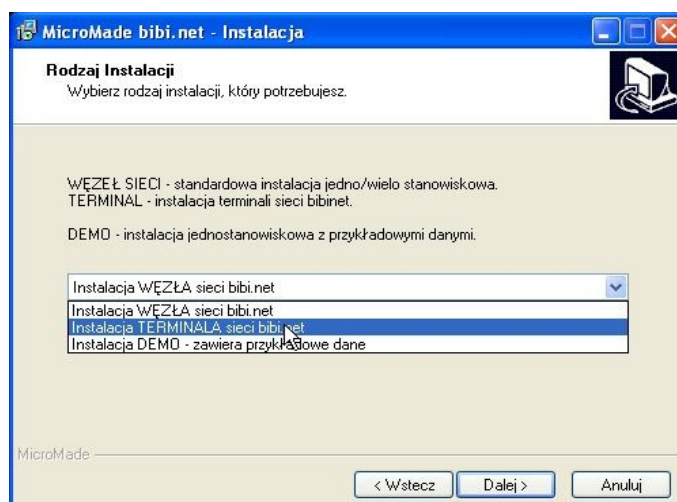 MicroMade bibi.net - Instalacja
Rodzaj Instalacji
Wybierz rodzaj instalacji, który potrzebujesz.
WĘZEŁ SIECI - standardowa instalacja jedno/wielo stanowiskowa.
TERMINAL - instalacja terminali sieci bibinet.
DEMO - instalacja jednostanowiskowa z przykładowymi danymi.
Instalacja WĘZŁA sieci bibi.net
Instalacja WĘZŁA sieci bibi.net
Instalacja TERMINALA sieci bibi.net
Instalacja DEMO - zawiera przykładowe dane
MicroMade
< Wstecz
Dalej >
Anuluj